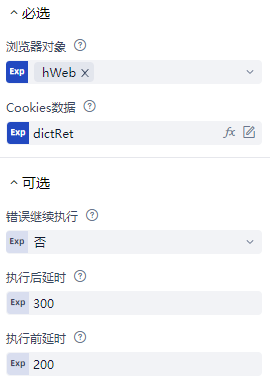 必选
浏览器对象
Exp hWeb ×
Cookies数据
Exp dictRet fx
可选
错误继续执行
Exp 否
执行后延时
Exp 300
执行前延时
Exp 200